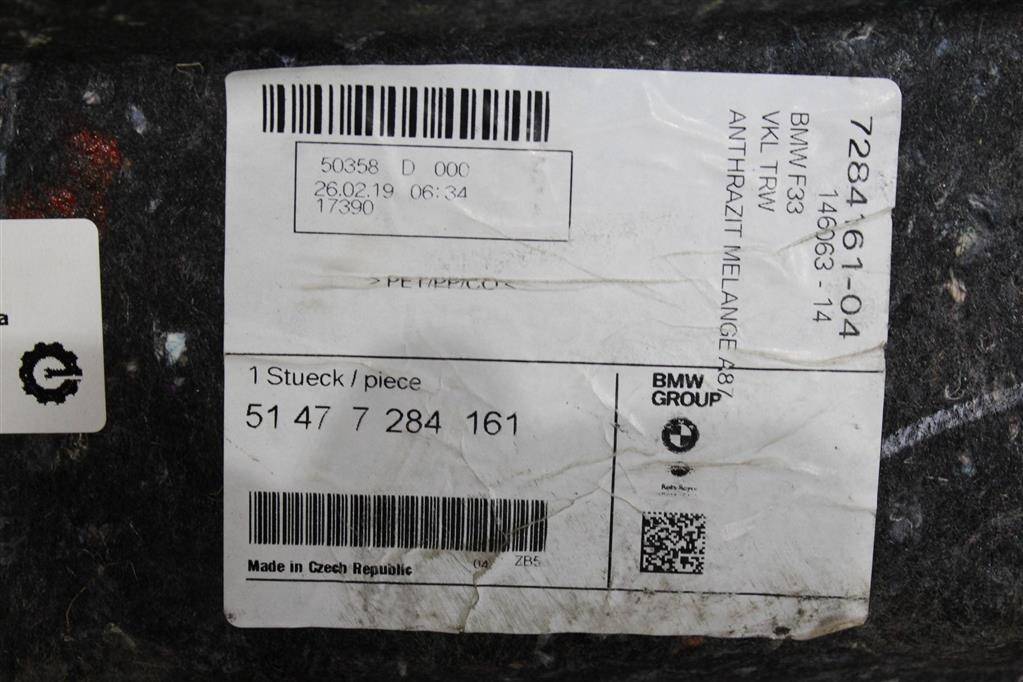 50358 D 000
26.02.19 06:34
17390
>PET/PP/CO<
7284161-04
146063 - 14
BMW F33
VKL TRW
ANTHRAZIT MELANGE A87
a
1 Stueck / piece
51 47 7 284 161
BMW
GROUP
Made in Czech Republic
04 ZB5